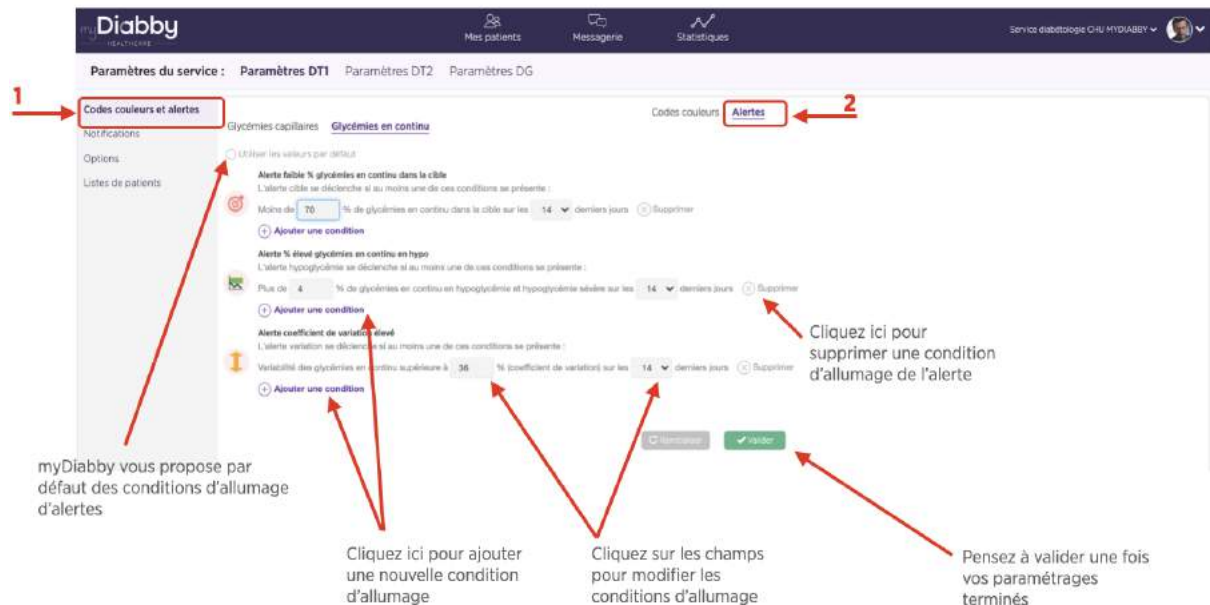 myDiabby
HEALTHCARE
Mes patients
Messagerie
Statistiques
Service diabétologie CHU MYDIABBY
Paramètres du service : Paramètres DT1 Paramètres DT2 Paramètres DG
1
Codes couleurs et alertes
Notifications
Options
Listes de patients
Codes couleurs Alertes
2
Glycémies capillaires Glycémies en continu
Utiliser les valeurs par défaut
Alerte faible % glycémies en continu dans la cible
L'alerte cible se déclenche si au moins une de ces conditions se présente :
Moins de 70 % de glycémies en continu dans la cible sur les 14 derniers jours Supprimer
Ajouter une condition
Alerte % élevé glycémies en continu en hypo
L'alerte hypoglycémie se déclenche si au moins une de ces conditions se présente :
Plus de 4 % de glycémies en continu en hypoglycémie et hypoglycémie sévère sur les 14 derniers jours Supprimer
Ajouter une condition
Alerte coefficient de variation élevé
L'alerte variation se déclenche si au moins une de ces conditions se présente :
Variabilité des glycémies en continu supérieure à 36 % (coefficient de variation) sur les 14 derniers jours Supprimer
Ajouter une condition
Réinitialiser
Valider
Cliquez ici pour
supprimer une condition
d'allumage de l'alerte
myDiabby vous propose par
défaut des conditions d'allumage
d'alertes
Cliquez ici pour ajouter
une nouvelle condition
d'allumage
Cliquez sur les champs
pour modifier les
conditions d'allumage
Pensez à valider une fois
vos paramétrages
terminés